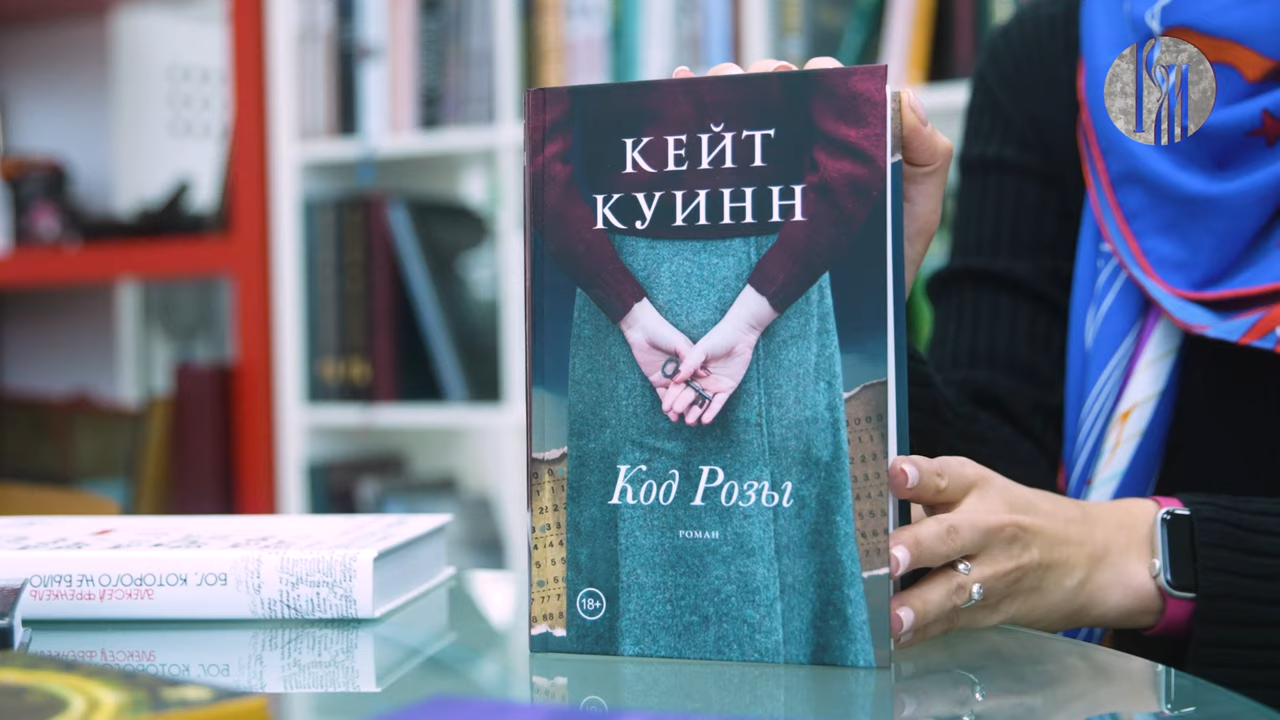 КЕЙТ
КУИНН
Код Розы
РОМАН
18+
АЛЕКСЕЙ ФРЕНКЕЛЬ
БОГ, КОТОРОГО НЕ БЫЛО